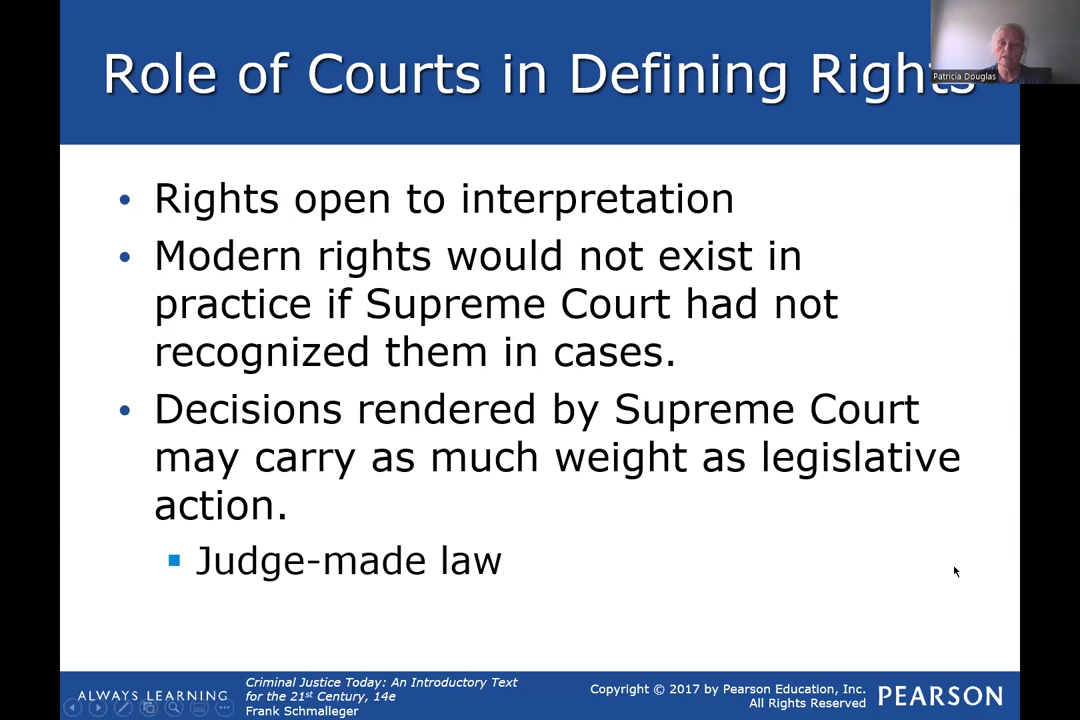 Role of Courts in Defining Rights
Patricia Douglas
• Rights open to interpretation
• Modern rights would not exist in
practice if Supreme Court had not
recognized them in cases.
• Decisions rendered by Supreme Court
may carry as much weight as legislative
action.
▪ Judge-made law
ALWAYS LEARNING
Criminal Justice Today: An Introductory Text
for the 21st Century, 14e
Frank Schmalleger
Copyright © 2017 by Pearson Education, Inc.
All Rights Reserved
PEARSON